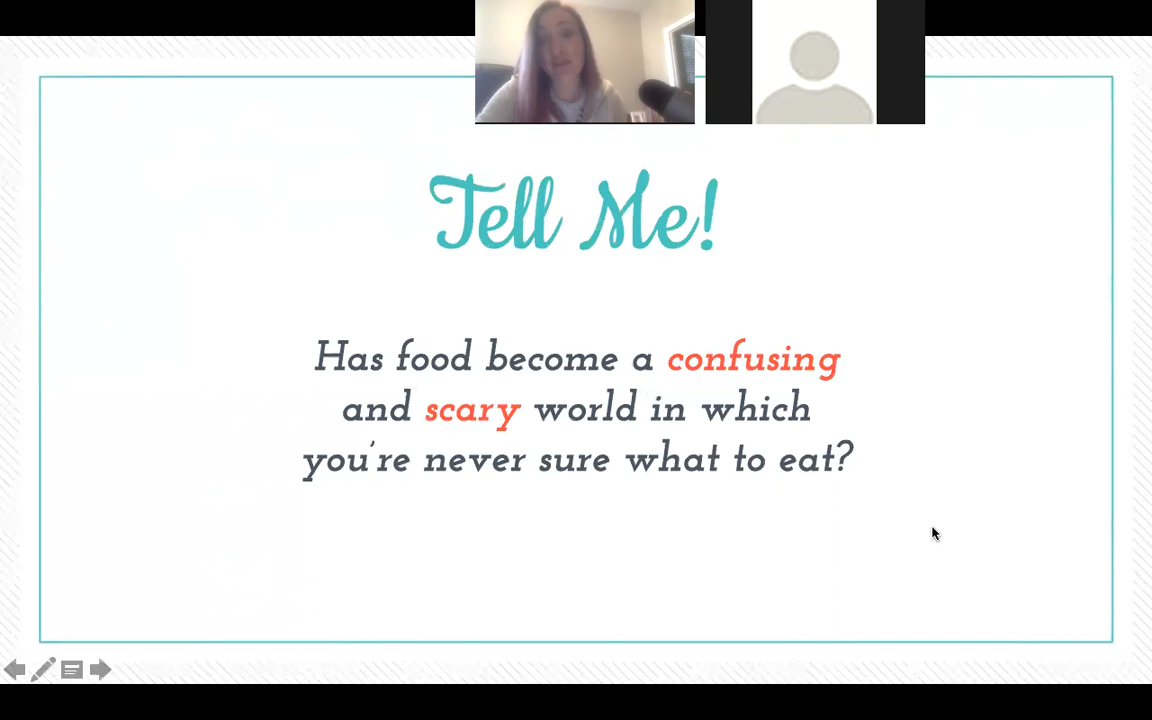 Tell Me!
Has food become a confusing
and scary world in which
you're never sure what to eat?